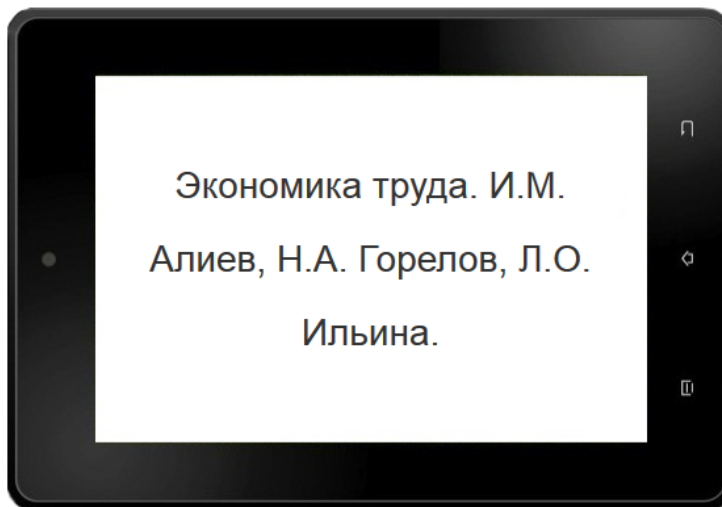 Экономика труда. И.М.
Алиев, Н.А. Горелов, Л.О.
Ильина.